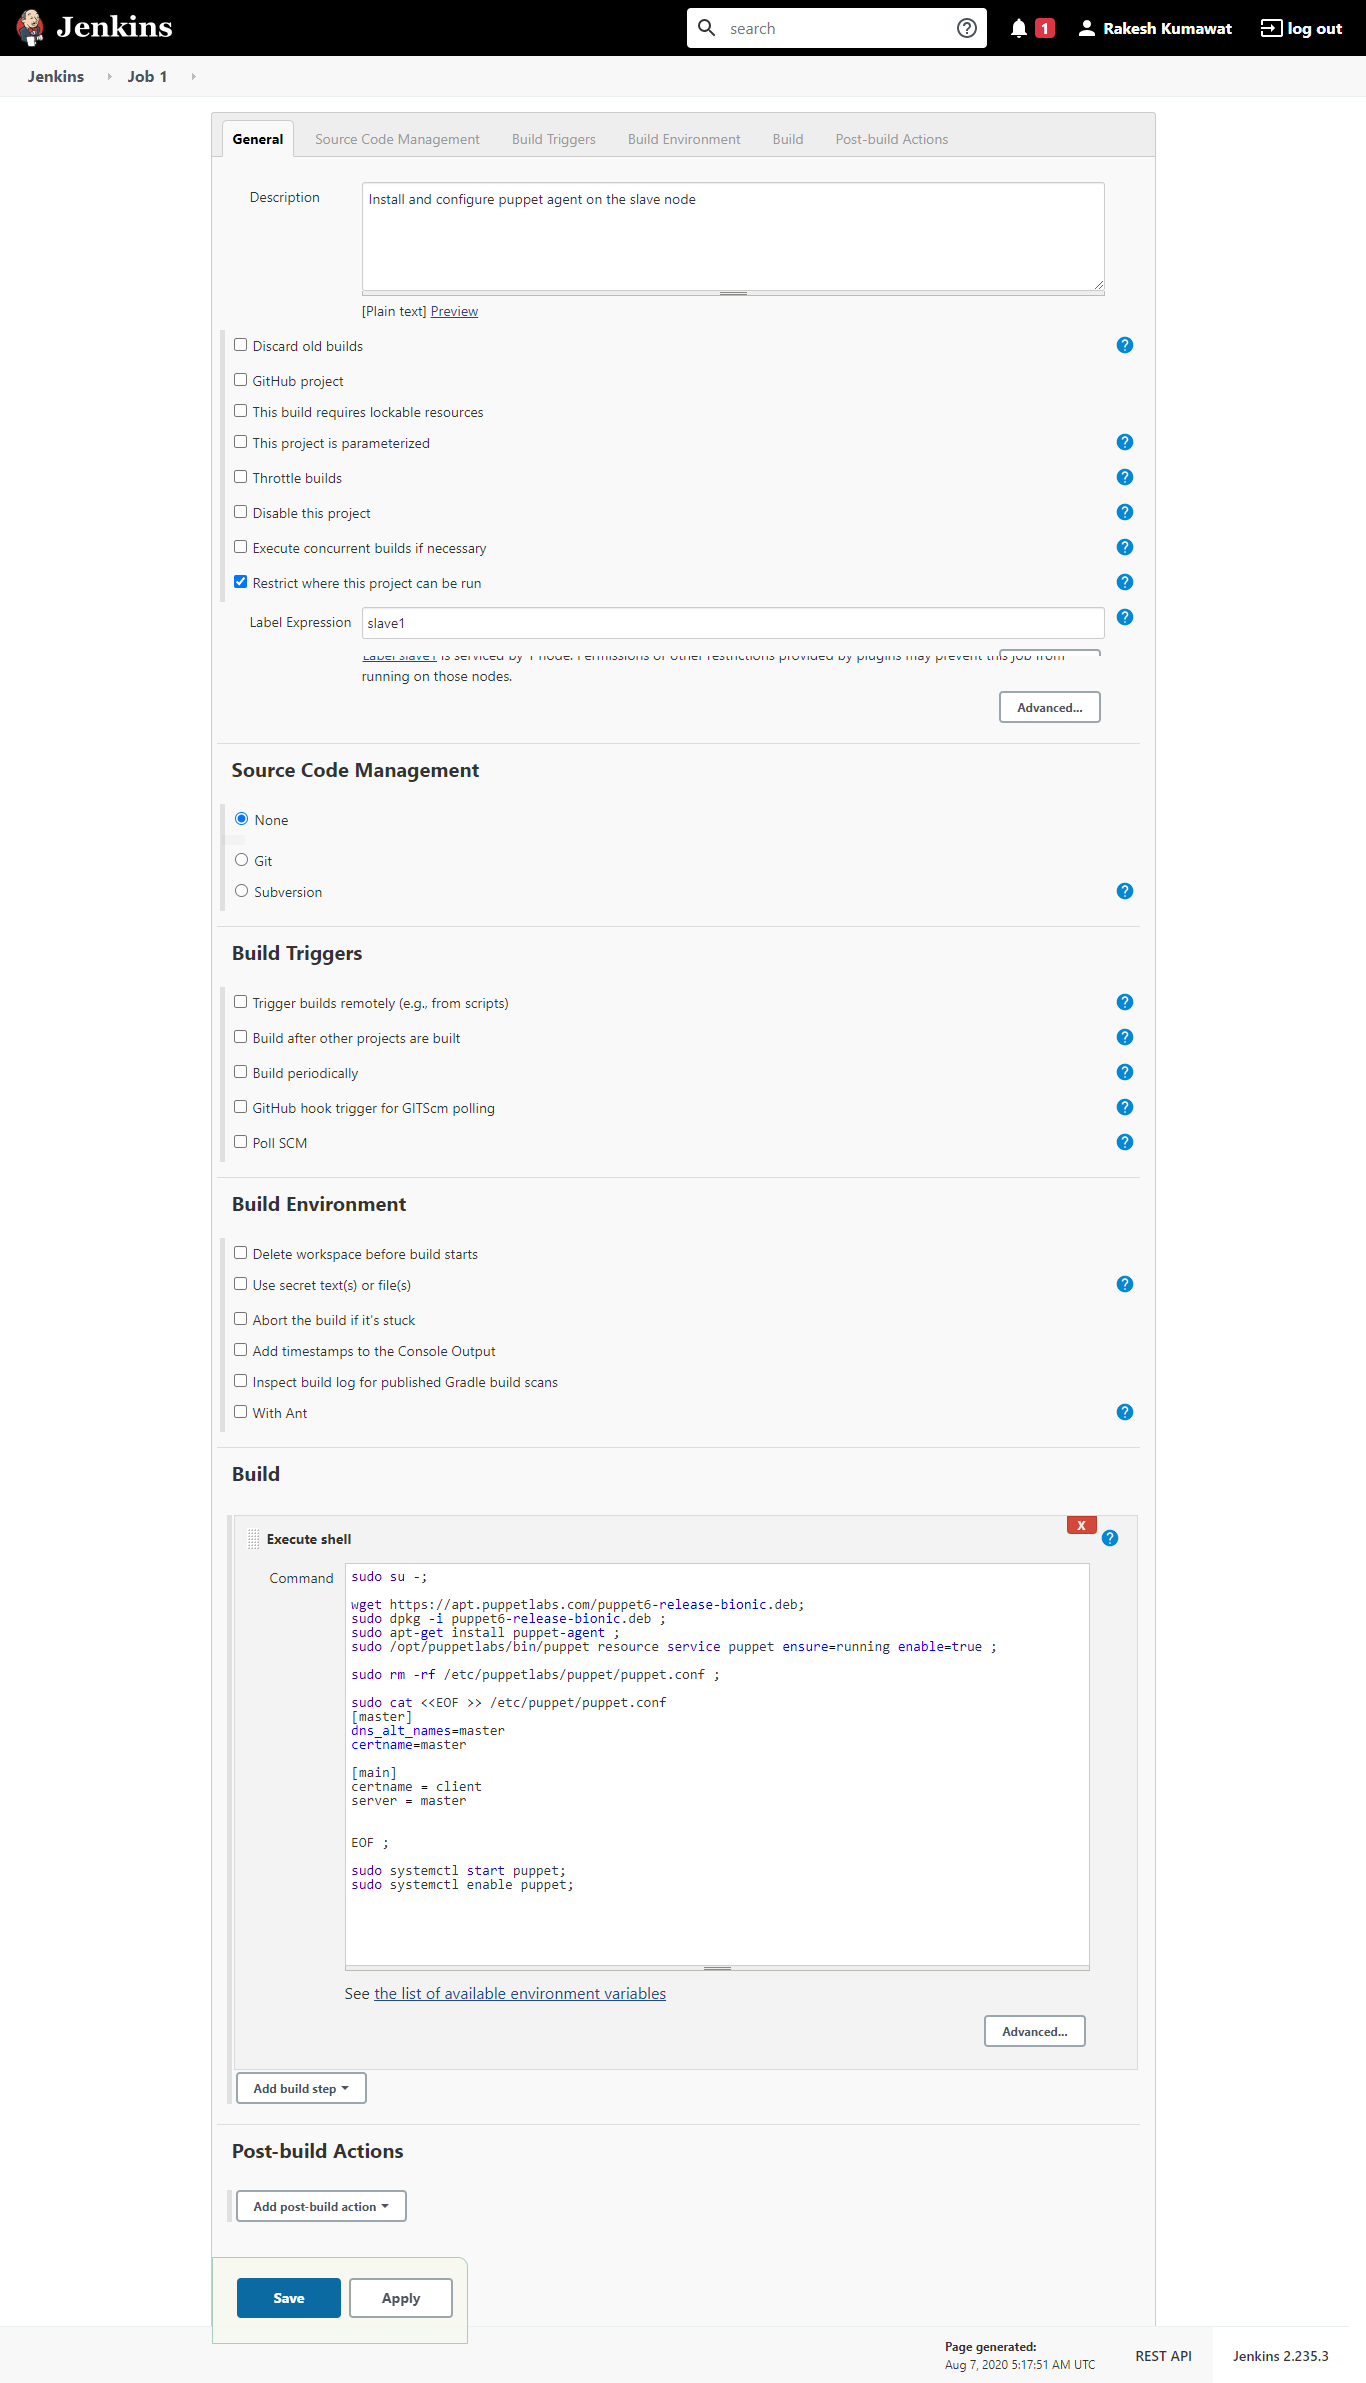 Jenkins
search
1
Rakesh Kumawat
log out
Jenkins
Job 1
General
Source Code Management
Build Triggers
Build Environment
Build
Post-build Actions
Description
Install and configure puppet agent on the slave node
[Plain text] Preview
Discard old builds
GitHub project
This build requires lockable resources
This project is parameterized
Throttle builds
Disable this project
Execute concurrent builds if necessary
Restrict where this project can be run
Label Expression
slave1
Label slave1 is serviced by 1 node. Permissions or other restrictions provided by plugins may prevent this job from
running on those nodes.
Advanced...
Source Code Management
None
Git
Subversion
Build Triggers
Trigger builds remotely (e.g., from scripts)
Build after other projects are built
Build periodically
GitHub hook trigger for GITScm polling
Poll SCM
Build Environment
Delete workspace before build starts
Use secret text(s) or file(s)
Abort the build if it's stuck
Add timestamps to the Console Output
Inspect build log for published Gradle build scans
With Ant
Build
X
Execute shell
Command
sudo su -;
wget https://apt.puppetlabs.com/puppet6-release-bionic.deb;
sudo dpkg -i puppet6-release-bionic.deb ;
sudo apt-get install puppet-agent ;
sudo /opt/puppetlabs/bin/puppet resource service puppet ensure=running enable=true ;
sudo rm -rf /etc/puppetlabs/puppet/puppet.conf ;
sudo cat <<EOF >> /etc/puppet/puppet.conf
[master]
dns_alt_names=master
certname=master
[main]
certname = client
server = master
EOF ;
sudo systemctl start puppet;
sudo systemctl enable puppet;
See the list of available environment variables
Advanced...
Add build step
Post-build Actions
Add post-build action
Save
Apply
Page generated:
Aug 7, 2020 5:17:51 AM UTC
REST API
Jenkins 2.235.3